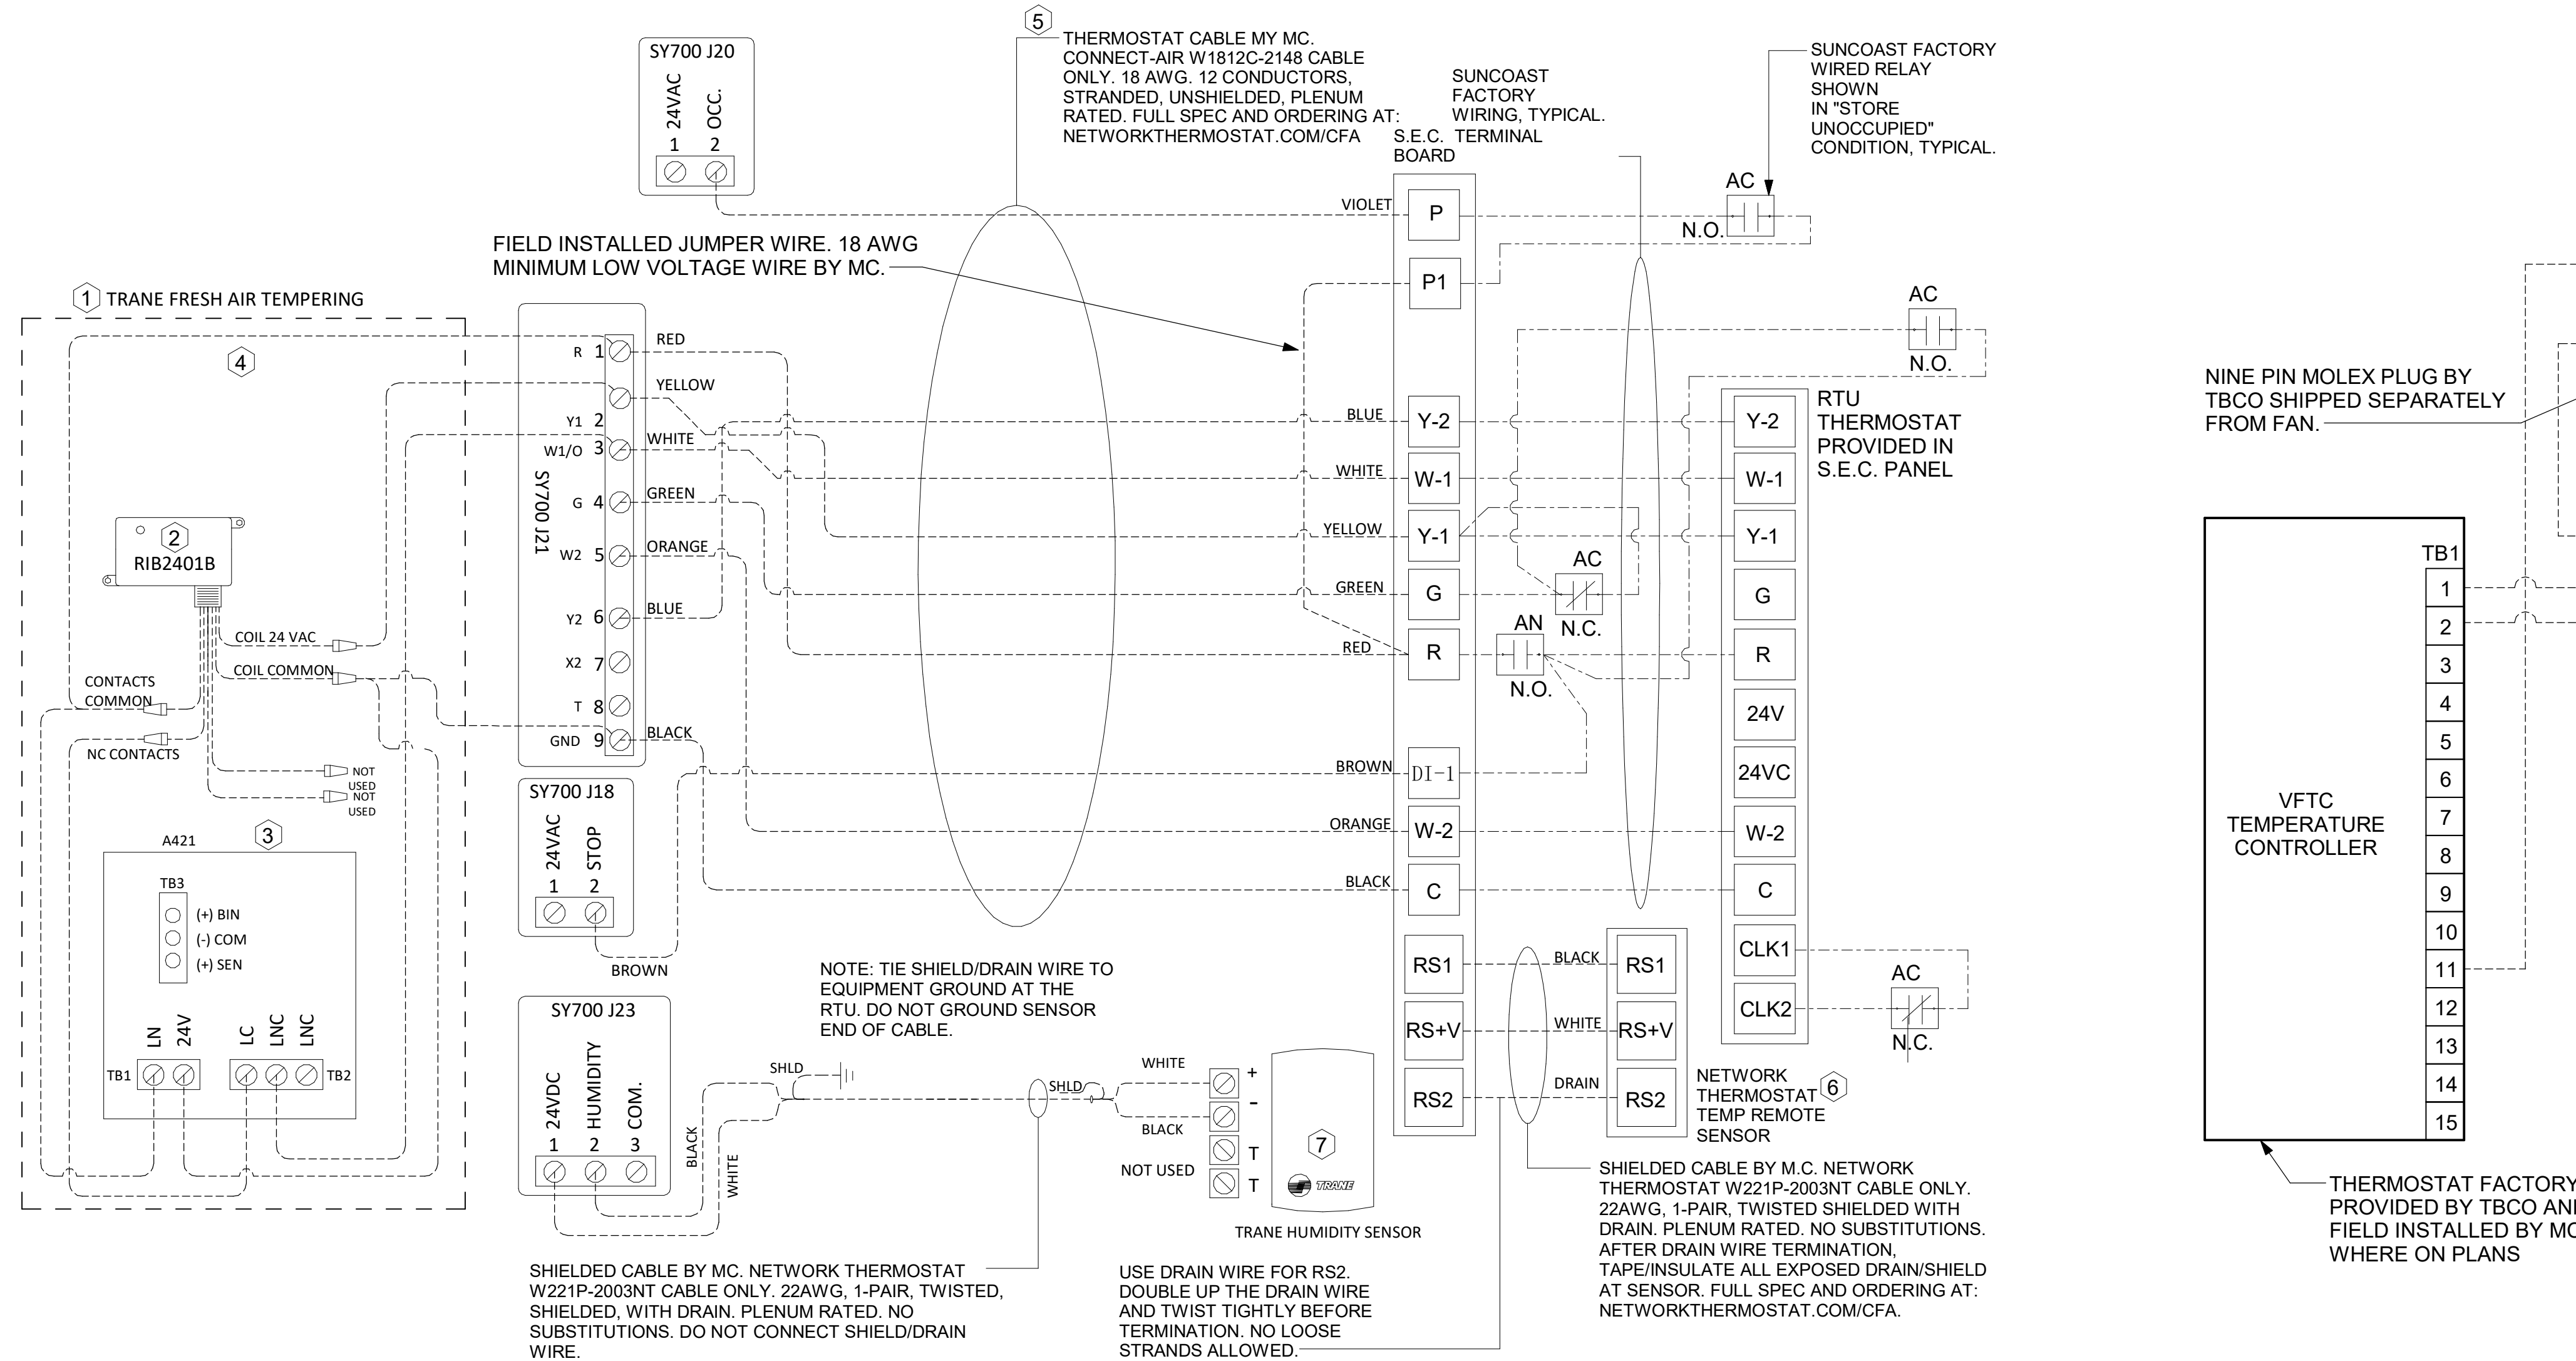 5
THERMOSTAT CABLE MY MC.
CONNECT-AIR W1812C-2148 CABLE
ONLY. 18 AWG. 12 CONDUCTORS,
STRANDED, UNSHIELDED, PLENUM
RATED. FULL SPEC AND ORDERING AT:
NETWORKTHERMOSTAT.COM/CFA
SUNCOAST
FACTORY
WIRING, TYPICAL.
S.E.C. TERMINAL
BOARD
SUNCOAST FACTORY
WIRED RELAY
SHOWN
IN "STORE
UNOCCUPIED"
CONDITION, TYPICAL.
SY700 J20
24VAC
OCC.
1 2
VIOLET
P
AC
N.O.
FIELD INSTALLED JUMPER WIRE. 18 AWG
MINIMUM LOW VOLTAGE WIRE BY MC.
P1
1 TRANE FRESH AIR TEMPERING
4
R 1
RED
YELLOW
Y1 2
W1/O 3
WHITE
G 4
GREEN
W2 5
ORANGE
Y2 6
BLUE
X2 7
T 8
GND 9
BLACK
SY700 J21
AC
N.O.
RTU
THERMOSTAT
PROVIDED IN
S.E.C. PANEL
BLUE
Y-2
Y-2
WHITE
W-1
W-1
YELLOW
Y-1
Y-1
AC
N.C.
GREEN
G
G
AN
N.O.
RED
R
R
24V
BROWN
DI-1
24VC
ORANGE
W-2
W-2
BLACK
C
C
2
RIB2401B
COIL 24 VAC
COIL COMMON
CONTACTS
COMMON
NC CONTACTS
NOT
USED
NOT
USED
A421
3
TB3
(+) BIN
(-) COM
(+) SEN
LN
24V
LC
LNC
LNC
TB1
TB2
SY700 J18
24VAC
STOP
1 2
BROWN
NOTE: TIE SHIELD/DRAIN WIRE TO
EQUIPMENT GROUND AT THE
RTU. DO NOT GROUND SENSOR
END OF CABLE.
SY700 J23
24VDC
HUMIDITY
COM.
1 2 3
BLACK
WHITE
SHLD
SHLD
WHITE
BLACK
NOT USED
+
-
T
T
7
TRANE
TRANE HUMIDITY SENSOR
RS1
BLACK
RS1
RS+V
WHITE
RS+V
RS2
DRAIN
RS2
CLK1
CLK2
AC
N.C.
NETWORK
THERMOSTAT
TEMP REMOTE
SENSOR
6
SHIELDED CABLE BY M.C. NETWORK
THERMOSTAT W221P-2003NT CABLE ONLY.
22AWG, 1-PAIR, TWISTED SHIELDED WITH
DRAIN. PLENUM RATED. NO SUBSTITUTIONS.
AFTER DRAIN WIRE TERMINATION,
TAPE/INSULATE ALL EXPOSED DRAIN/SHIELD
AT SENSOR. FULL SPEC AND ORDERING AT:
NETWORKTHERMOSTAT.COM/CFA.
SHIELDED CABLE BY MC. NETWORK THERMOSTAT
W221P-2003NT CABLE ONLY. 22AWG, 1-PAIR, TWISTED,
SHIELDED, WITH DRAIN. PLENUM RATED. NO
SUBSTITUTIONS. DO NOT CONNECT SHIELD/DRAIN
WIRE.
USE DRAIN WIRE FOR RS2.
DOUBLE UP THE DRAIN WIRE
AND TWIST TIGHTLY BEFORE
TERMINATION. NO LOOSE
STRANDS ALLOWED.
NINE PIN MOLEX PLUG BY
TBCO SHIPPED SEPARATELY
FROM FAN.
VFTC
TEMPERATURE
CONTROLLER
TB1
1
2
3
4
5
6
7
8
9
10
11
12
13
14
15
THERMOSTAT FACTORY
PROVIDED BY TBCO
FIELD INSTALLED BY
WHERE ON PLANS